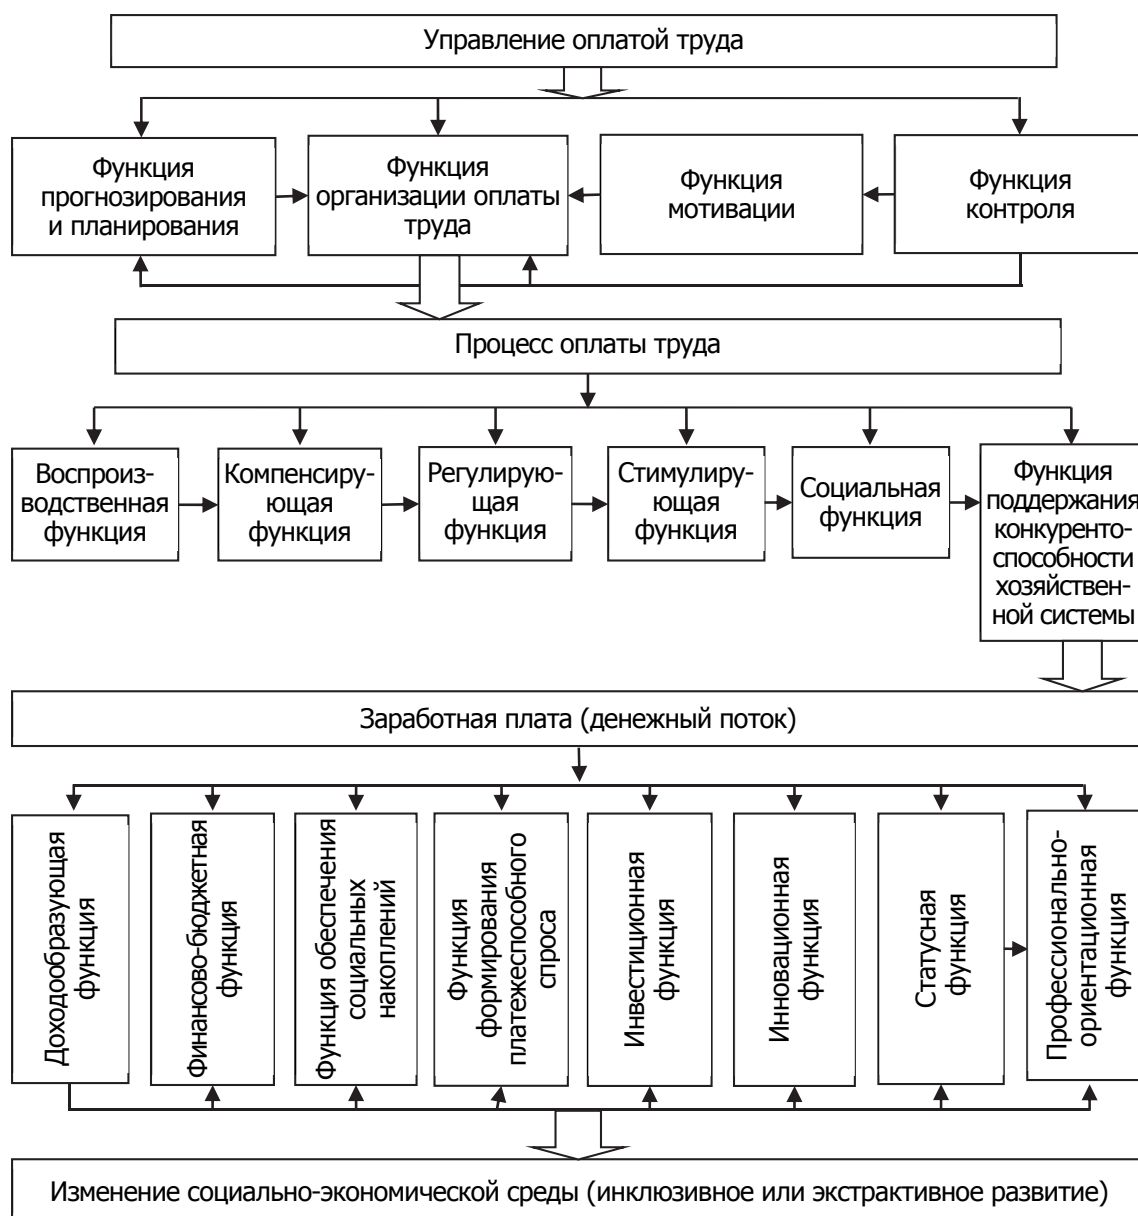 Управление оплатой труда
Функция
прогнозирования
и планирования
Функция
организации оплаты
труда
Функция
мотивации
Функция
контроля
Процесс оплаты труда
Воспроиз-
водственная
функция
Компенсиру-
ющая
функция
Регулирую-
щая
функция
Стимулиру-
ющая
функция
Социальная
функция
Функция
поддержания
конкуренто-
способности
хозяйствен-
ной системы
Заработная плата (денежный поток)
Доходообразующая
функция
Финансово-бюджетная
функция
Функция обеспечения
социальных
накоплений
Функция
формирования
платежеспособного
спроса
Инвестиционная
функция
Инновационная
функция
Статусная
функция
Профессионально-
ориентационная
функция
Изменение социально-экономической среды (инклюзивное или экстрактивное развитие)